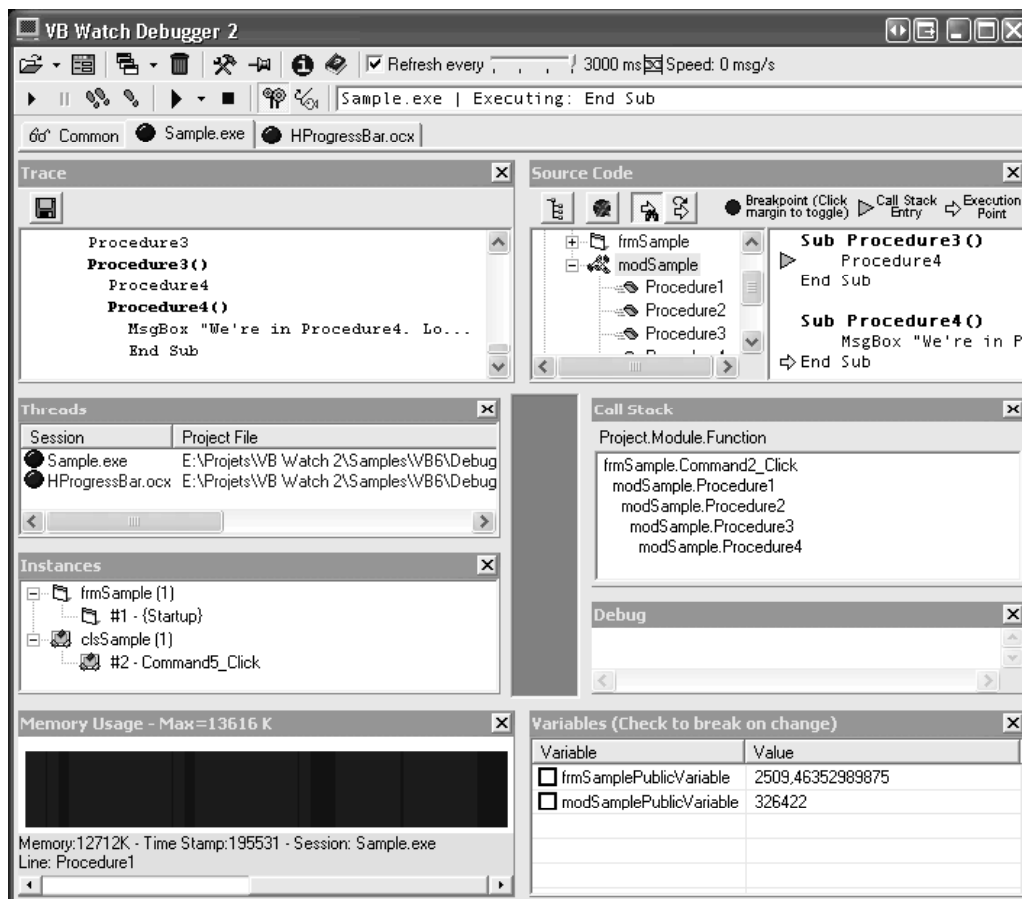 VB Watch Debugger 2
Refresh every 3000 ms Speed: 0 msg/s
Sample.exe | Executing: End Sub
Common Sample.exe HProgressBar.ocx
Trace
Procedure3
Procedure3()
Procedure4
Procedure4()
MsgBox "We're in Procedure4. Lo...
End Sub
Source Code
Breakpoint (Click margin to toggle) Call Stack Entry Execution Point
frmSample
modSample
Procedure1
Procedure2
Procedure3
Sub Procedure3()
Procedure4
End Sub
Sub Procedure4()
MsgBox "We're in P
End Sub
Threads
Session Project File
Sample.exe E:\Projets\VB Watch 2\Samples\VB6\Debug
HProgressBar.ocx E:\Projets\VB Watch 2\Samples\VB6\Debug
Call Stack
Project.Module.Function
frmSample.Command2_Click
modSample.Procedure1
modSample.Procedure2
modSample.Procedure3
modSample.Procedure4
Instances
frmSample (1)
#1 - {Startup}
clsSample (1)
#2 - Command5_Click
Debug
Memory Usage - Max=13616 K
Memory:12712K - Time Stamp:195531 - Session: Sample.exe
Line: Procedure1
Variables (Check to break on change)
Variable Value
frmSamplePublicVariable 2509,46352989875
modSamplePublicVariable 326422